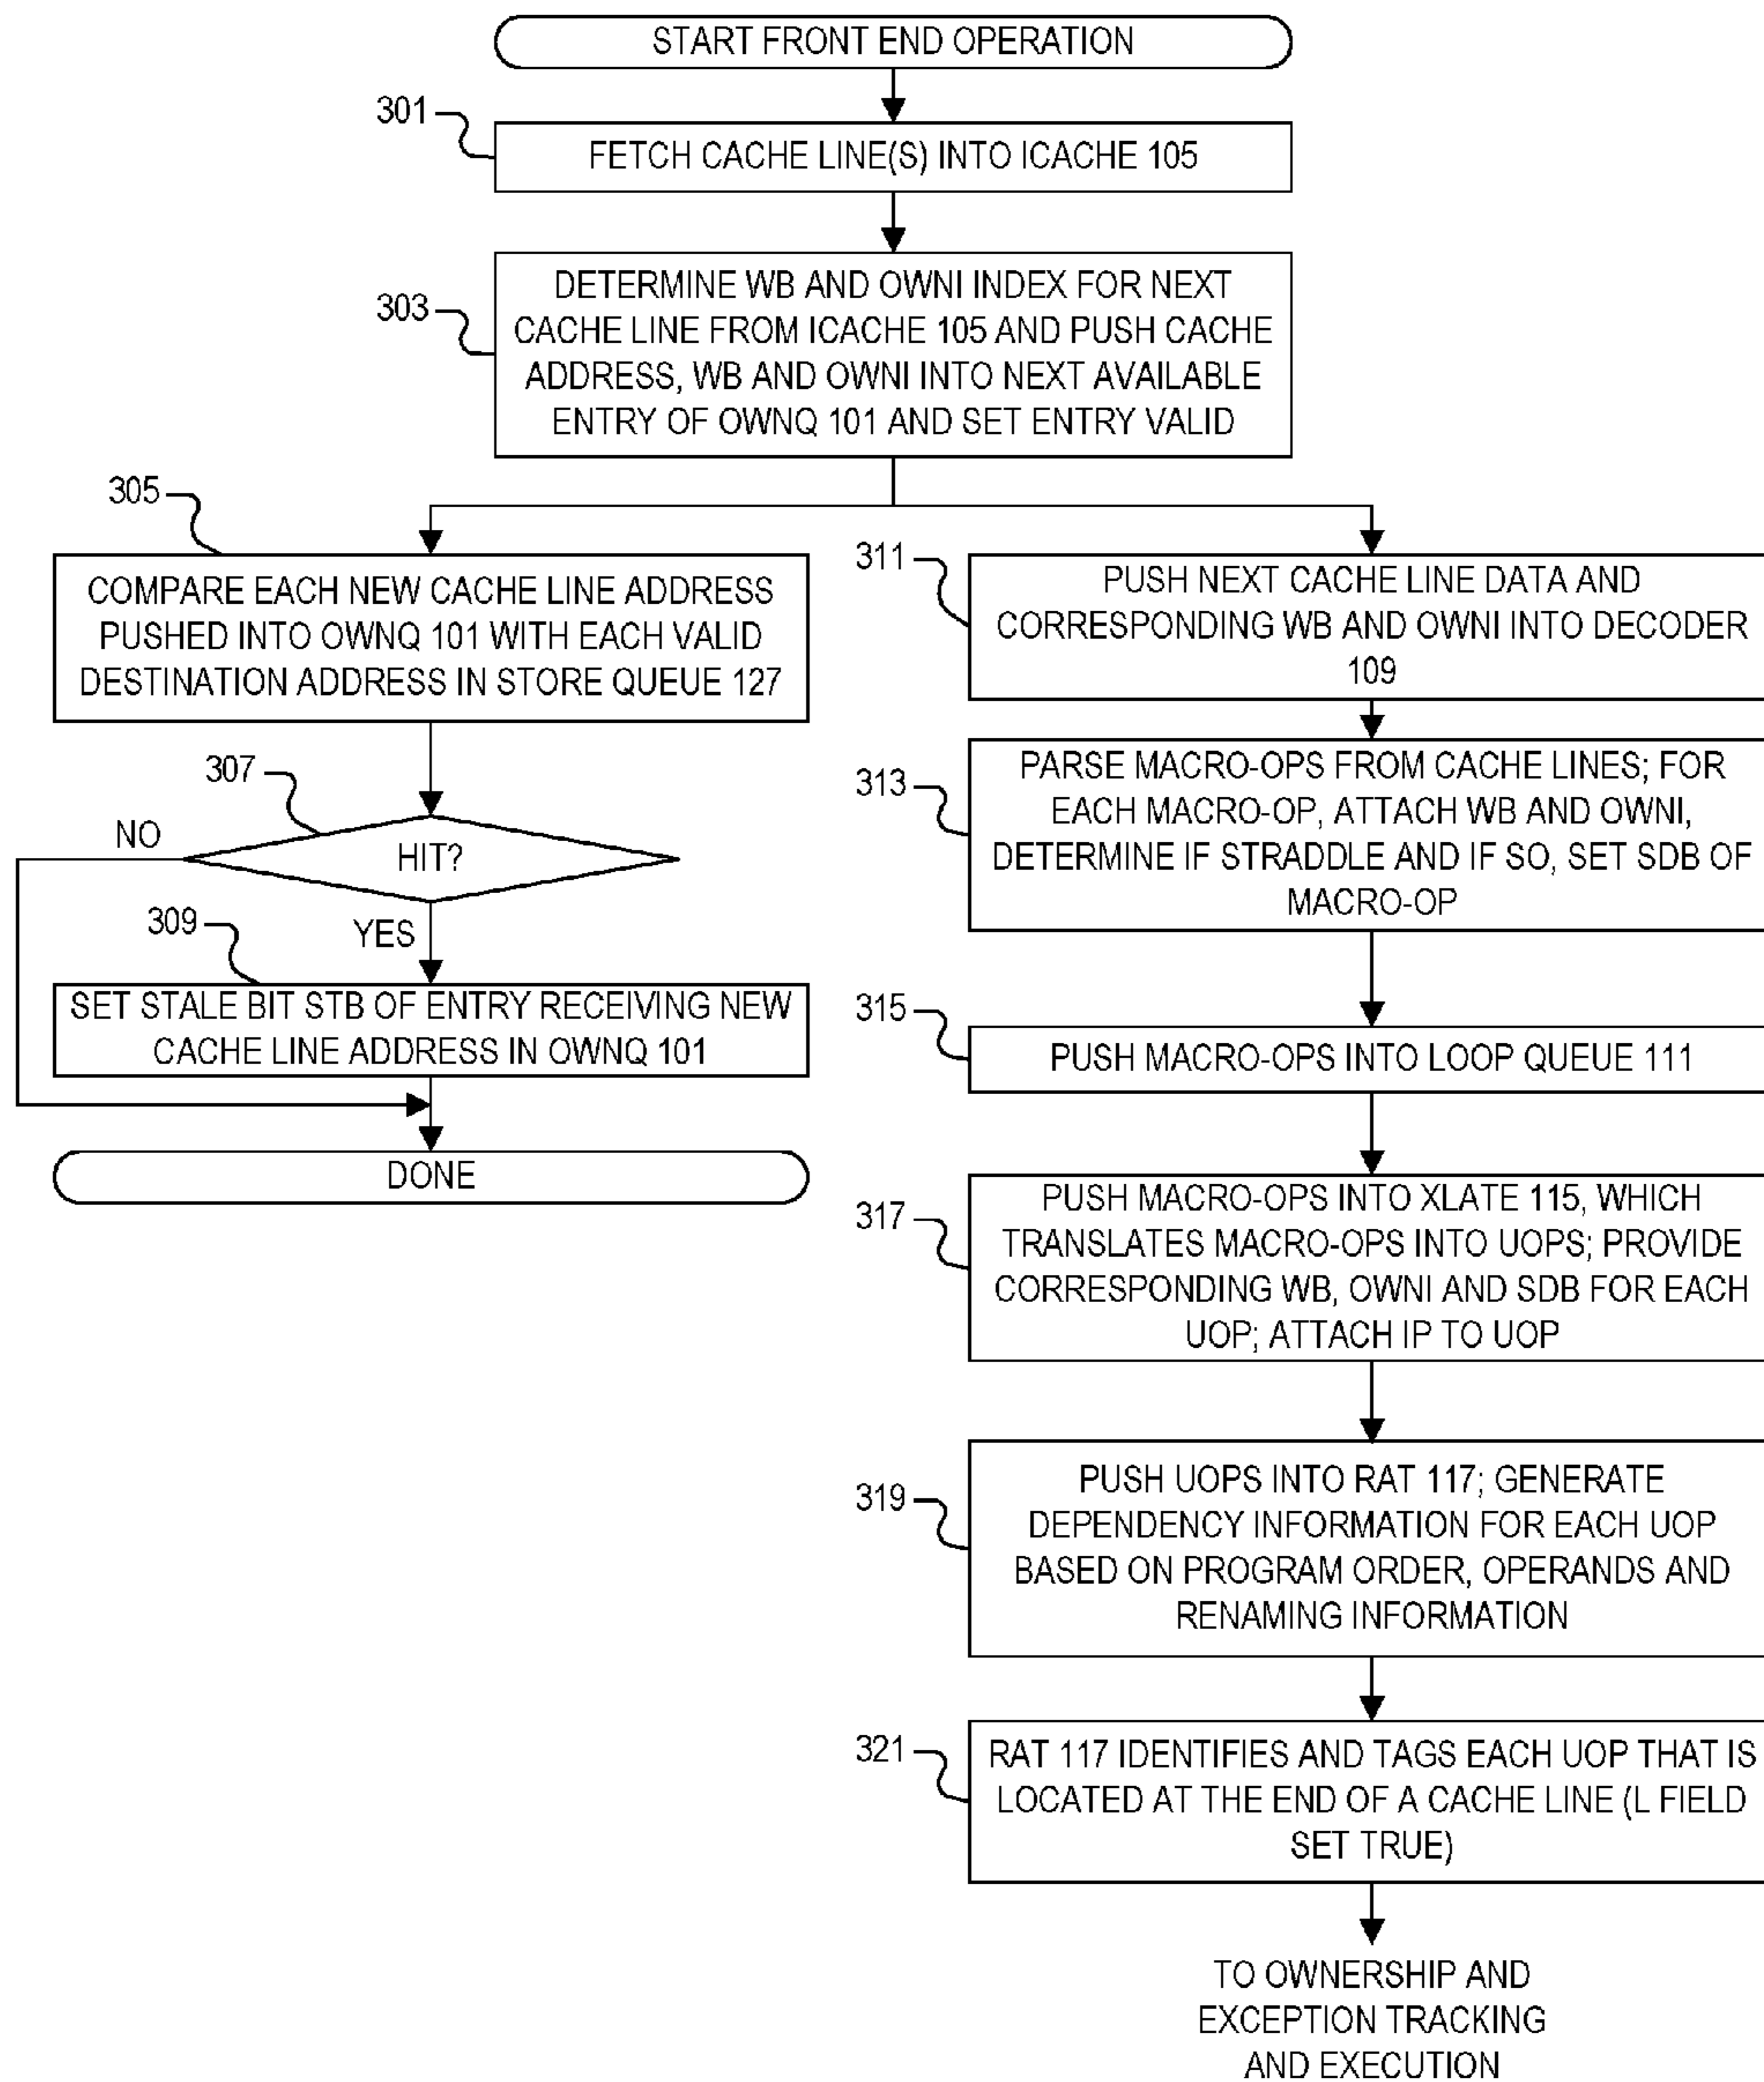 START FRONT END OPERATION
301
FETCH CACHE LINE(S) INTO ICACHE 105
303
DETERMINE WB AND OWNI INDEX FOR NEXT
CACHE LINE FROM ICACHE 105 AND PUSH CACHE
ADDRESS, WB AND OWNI INTO NEXT AVAILABLE
ENTRY OF OWNQ 101 AND SET ENTRY VALID
305
COMPARE EACH NEW CACHE LINE ADDRESS
PUSHED INTO OWNQ 101 WITH EACH VALID
DESTINATION ADDRESS IN STORE QUEUE 127
307
NO
HIT?
YES
309
SET STALE BIT STB OF ENTRY RECEIVING NEW
CACHE LINE ADDRESS IN OWNQ 101
DONE
311
PUSH NEXT CACHE LINE DATA AND
CORRESPONDING WB AND OWNI INTO DECODER
109
313
PARSE MACRO-OPS FROM CACHE LINES; FOR
EACH MACRO-OP, ATTACH WB AND OWNI,
DETERMINE IF STRADDLE AND IF SO, SET SDB OF
MACRO-OP
315
PUSH MACRO-OPS INTO LOOP QUEUE 111
317
PUSH MACRO-OPS INTO XLATE 115, WHICH
TRANSLATES MACRO-OPS INTO UOPS; PROVIDE
CORRESPONDING WB, OWNI AND SDB FOR EACH
UOP; ATTACH IP TO UOP
319
PUSH UOPS INTO RAT 117; GENERATE
DEPENDENCY INFORMATION FOR EACH UOP
BASED ON PROGRAM ORDER, OPERANDS AND
RENAMING INFORMATION
321
RAT 117 IDENTIFIES AND TAGS EACH UOP THAT IS
LOCATED AT THE END OF A CACHE LINE (L FIELD
SET TRUE)
TO OWNERSHIP AND
EXCEPTION TRACKING
AND EXECUTION